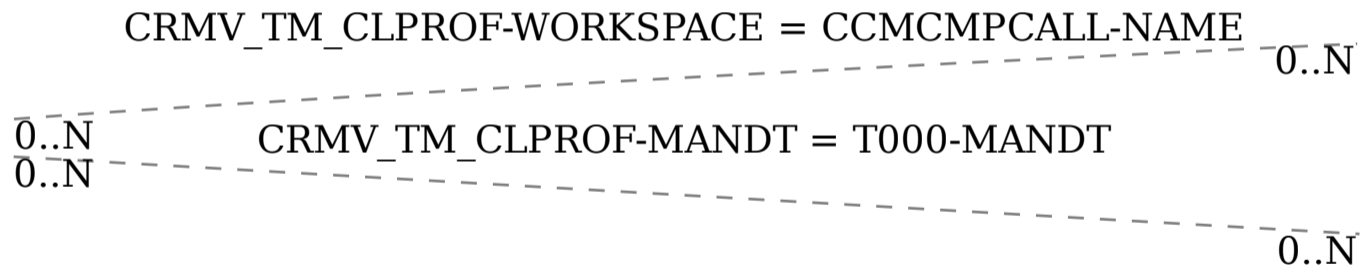 CRMV_TM_CLPROF-WORKSPACE = CCMCMPCALL-NAME
0..N
0..N
CRMV_TM_CLPROF-MANDT = T000-MANDT
0..N
0..N